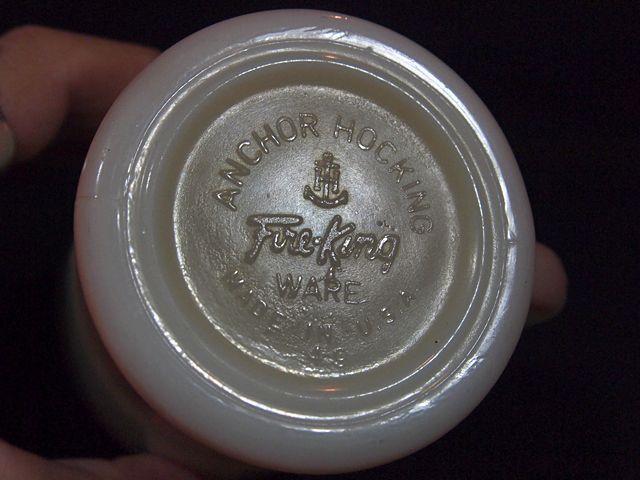 ANCHOR HOCKING
Fire-King
WARE
MADE IN U.S.A